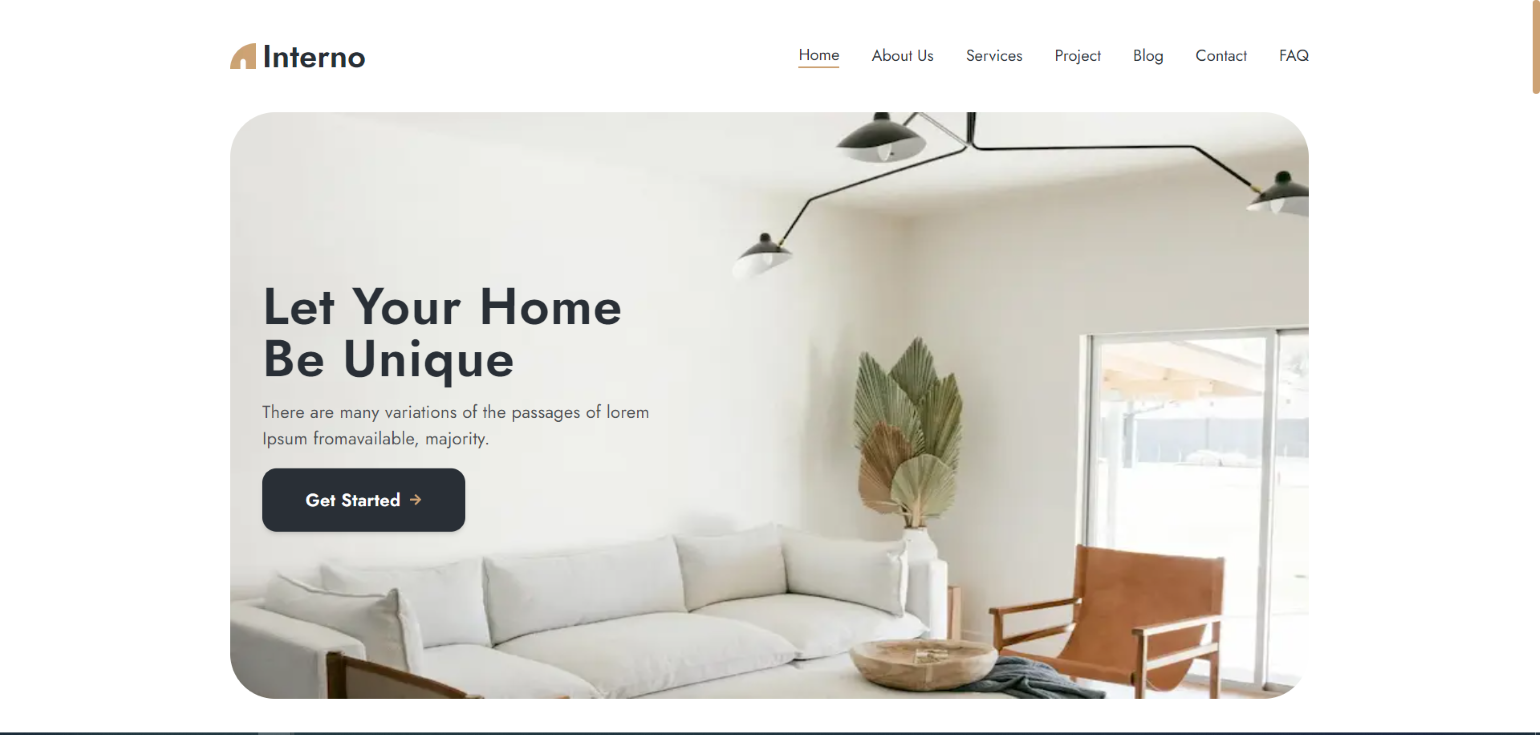 Interno
Home About Us Services Project Blog Contact FAQ
Let Your Home
Be Unique
There are many variations of the passages of lorem
Ipsum fromavailable, majority.
Get Started →